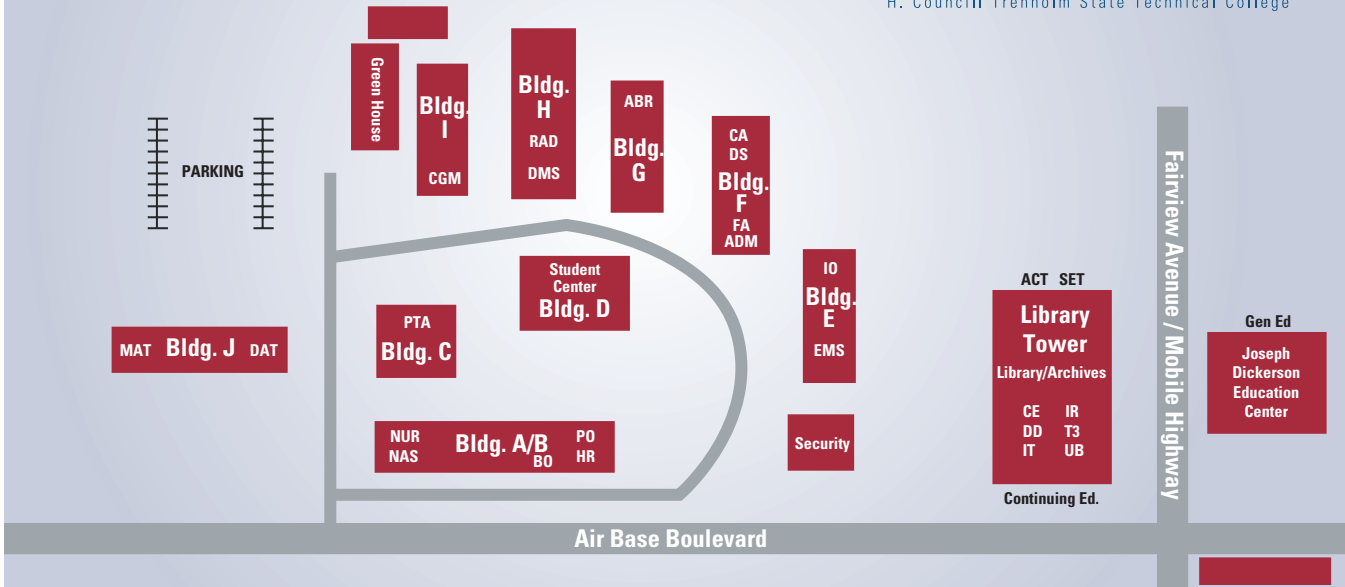 H. Councill Trenholm State Technical College
Green House
Bldg.
I
CGM
Bldg.
H
RAD
DMS
ABR
Bldg.
G
CA
DS
Bldg.
F
FA
ADM
PARKING
Student
Center
Bldg. D
IO
Bldg.
E
EMS
PTA
Bldg. C
MAT Bldg. J DAT
NUR
NAS
Bldg. A/B
BO
PO
HR
Security
ACT SET
Library
Tower
Library/Archives
CE IR
DD T3
IT UB
Continuing Ed.
Fairview Avenue / Mobile Highway
Gen Ed
Joseph
Dickerson
Education
Center
Air Base Boulevard